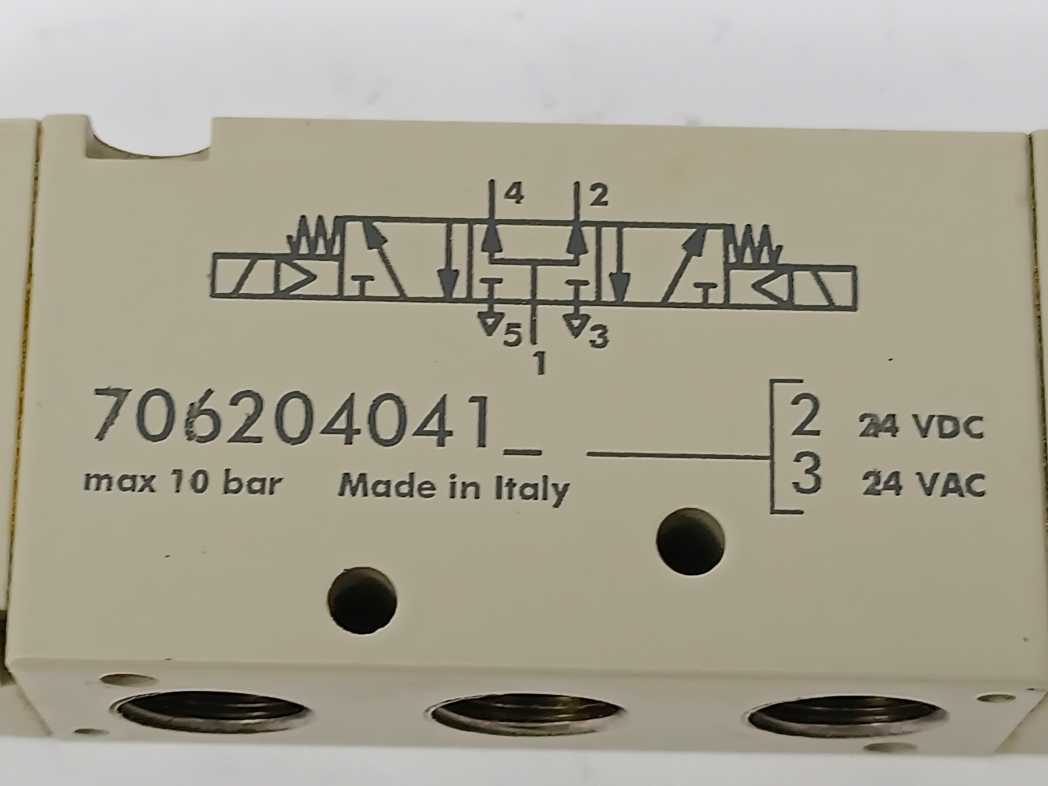 4 2
5 3
1
706204041_ 2 24 VDC
3 24 VAC
max 10 bar Made in Italy